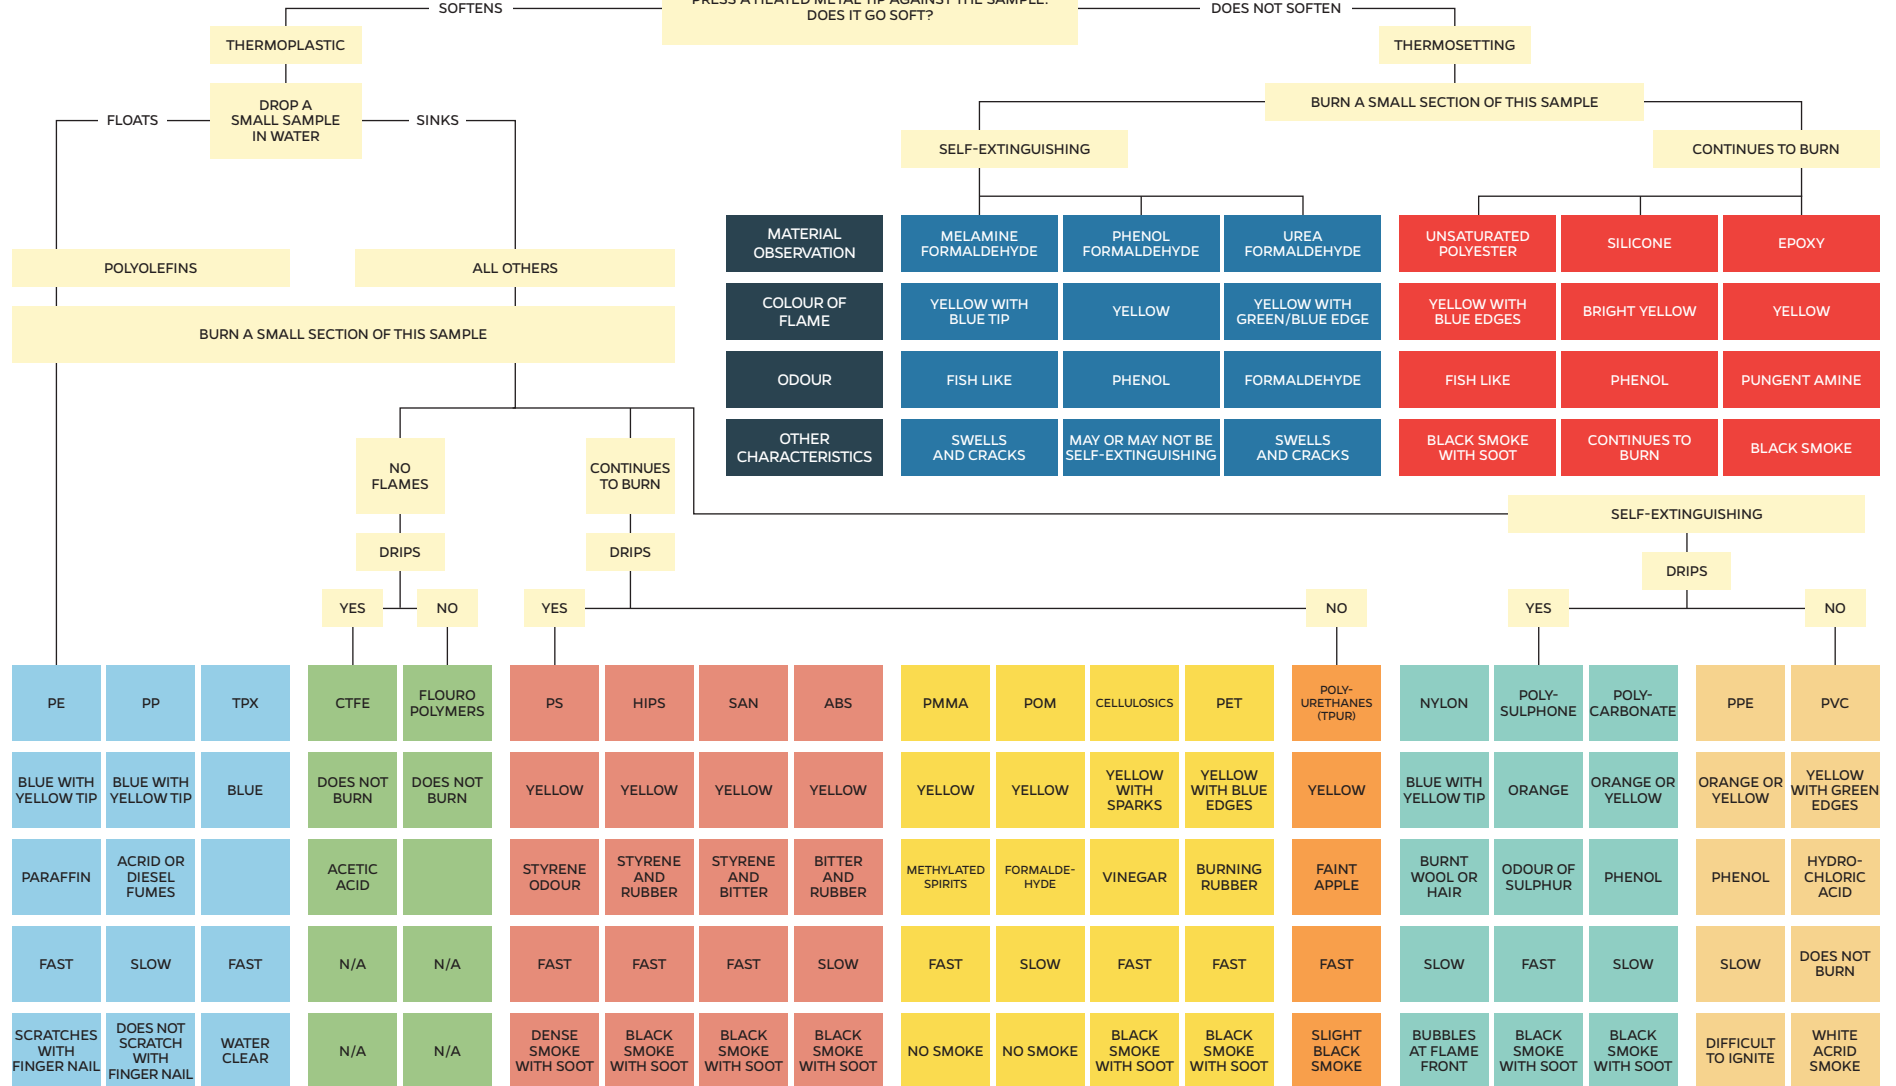 SOFTENS
PRESS A HEATED METAL TIP AGAINST THE SAMPLE.
DOES IT GO SOFT?
DOES NOT SOFTEN
THERMOPLASTIC
THERMOSETTING
DROP A
SMALL SAMPLE
IN WATER
FLOATS
SINKS
BURN A SMALL SECTION OF THIS SAMPLE
SELF-EXTINGUISHING
CONTINUES TO BURN
POLYOLEFINS
ALL OTHERS
BURN A SMALL SECTION OF THIS SAMPLE
MATERIAL
OBSERVATION
MELAMINE
FORMALDEHYDE
PHENOL
FORMALDEHYDE
UREA
FORMALDEHYDE
UNSATURATED
POLYESTER
SILICONE
EPOXY
COLOUR OF
FLAME
YELLOW WITH
BLUE TIP
YELLOW
YELLOW WITH
GREEN/BLUE EDGE
YELLOW WITH
BLUE EDGES
BRIGHT YELLOW
YELLOW
ODOUR
FISH LIKE
PHENOL
FORMALDEHYDE
FISH LIKE
PHENOL
PUNGENT AMINE
OTHER
CHARACTERISTICS
SWELLS
AND CRACKS
MAY OR MAY NOT BE
SELF-EXTINGUISHING
SWELLS
AND CRACKS
BLACK SMOKE
WITH SOOT
CONTINUES TO
BURN
BLACK SMOKE
NO
FLAMES
CONTINUES
TO BURN
SELF-EXTINGUISHING
DRIPS
DRIPS
DRIPS
YES
NO
YES
NO
YES
NO
PE
PP
TPX
CTFE
FLOURO
POLYMERS
PS
HIPS
SAN
ABS
PMMA
POM
CELLULOSICS
PET
POLY-
URETHANES
(TPUR)
NYLON
POLY-
SULPHONE
POLY-
CARBONATE
PPE
PVC
BLUE WITH
YELLOW TIP
BLUE WITH
YELLOW TIP
BLUE
DOES NOT
BURN
DOES NOT
BURN
YELLOW
YELLOW
YELLOW
YELLOW
YELLOW
YELLOW
YELLOW
WITH
SPARKS
YELLOW
WITH BLUE
EDGES
YELLOW
BLUE WITH
YELLOW TIP
ORANGE
ORANGE OR
YELLOW
ORANGE OR
YELLOW
YELLOW
WITH GREEN
EDGES
PARAFFIN
ACRID OR
DIESEL
FUMES
ACETIC
ACID
STYRENE
ODOUR
STYRENE
AND
RUBBER
STYRENE
AND
BITTER
BITTER
AND
RUBBER
METHYLATED
SPIRITS
FORMALDE-
HYDE
VINEGAR
BURNING
RUBBER
FAINT
APPLE
BURNT
WOOL OR
HAIR
ODOUR OF
SULPHUR
PHENOL
PHENOL
HYDRO-
CHLORIC
ACID
FAST
SLOW
FAST
N/A
N/A
FAST
FAST
FAST
SLOW
FAST
SLOW
FAST
FAST
FAST
SLOW
FAST
SLOW
SLOW
DOES NOT
BURN
SCRATCHES
WITH
FINGER NAIL
DOES NOT
SCRATCH
WITH
FINGER NAIL
WATER
CLEAR
N/A
N/A
DENSE
SMOKE
WITH SOOT
BLACK
SMOKE
WITH SOOT
BLACK
SMOKE
WITH SOOT
BLACK
SMOKE
WITH SOOT
NO SMOKE
NO SMOKE
BLACK
SMOKE
WITH SOOT
BLACK
SMOKE
WITH SOOT
SLIGHT
BLACK
SMOKE
BUBBLES
AT FLAME
FRONT
BLACK
SMOKE
WITH SOOT
BLACK
SMOKE
WITH SOOT
DIFFICULT
TO IGNITE
WHITE
ACRID
SMOKE